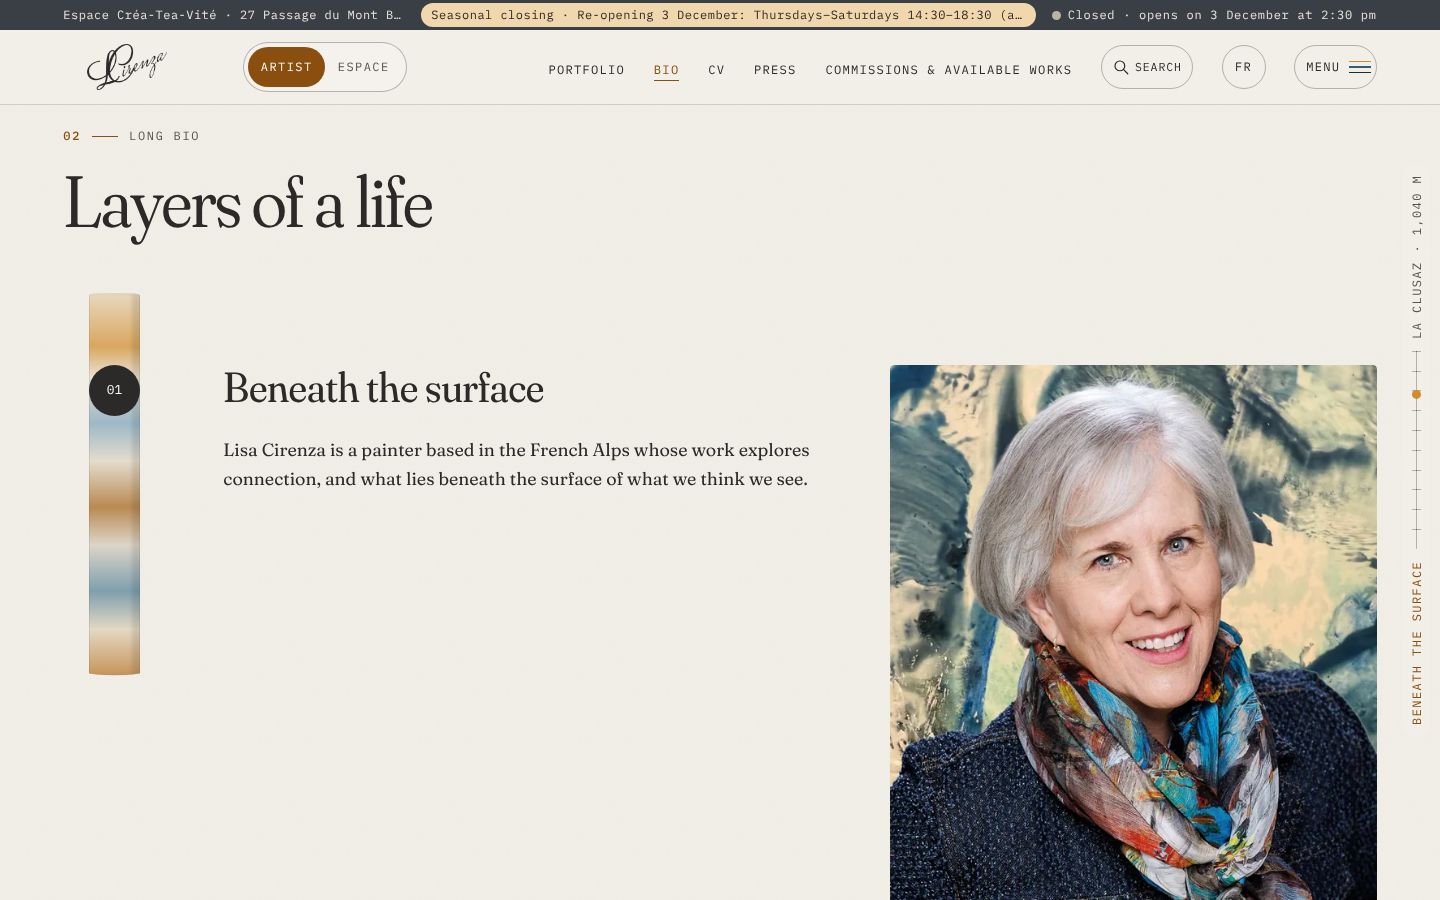 Espace Créa-Tea-Vité · 27 Passage du Mont B…
Seasonal closing · Re-opening 3 December: Thursdays–Saturdays 14:30–18:30 (a…
Closed · opens on 3 December at 2:30 pm
Cirenza
ARTIST
ESPACE
PORTFOLIO
BIO
CV
PRESS
COMMISSIONS & AVAILABLE WORKS
SEARCH
FR
MENU
02
LONG BIO
Layers of a life
01
Beneath the surface
Lisa Cirenza is a painter based in the French Alps whose work explores
connection, and what lies beneath the surface of what we think we see.
LA CLUSAZ · 1,040 M
BENEATH THE SURFACE